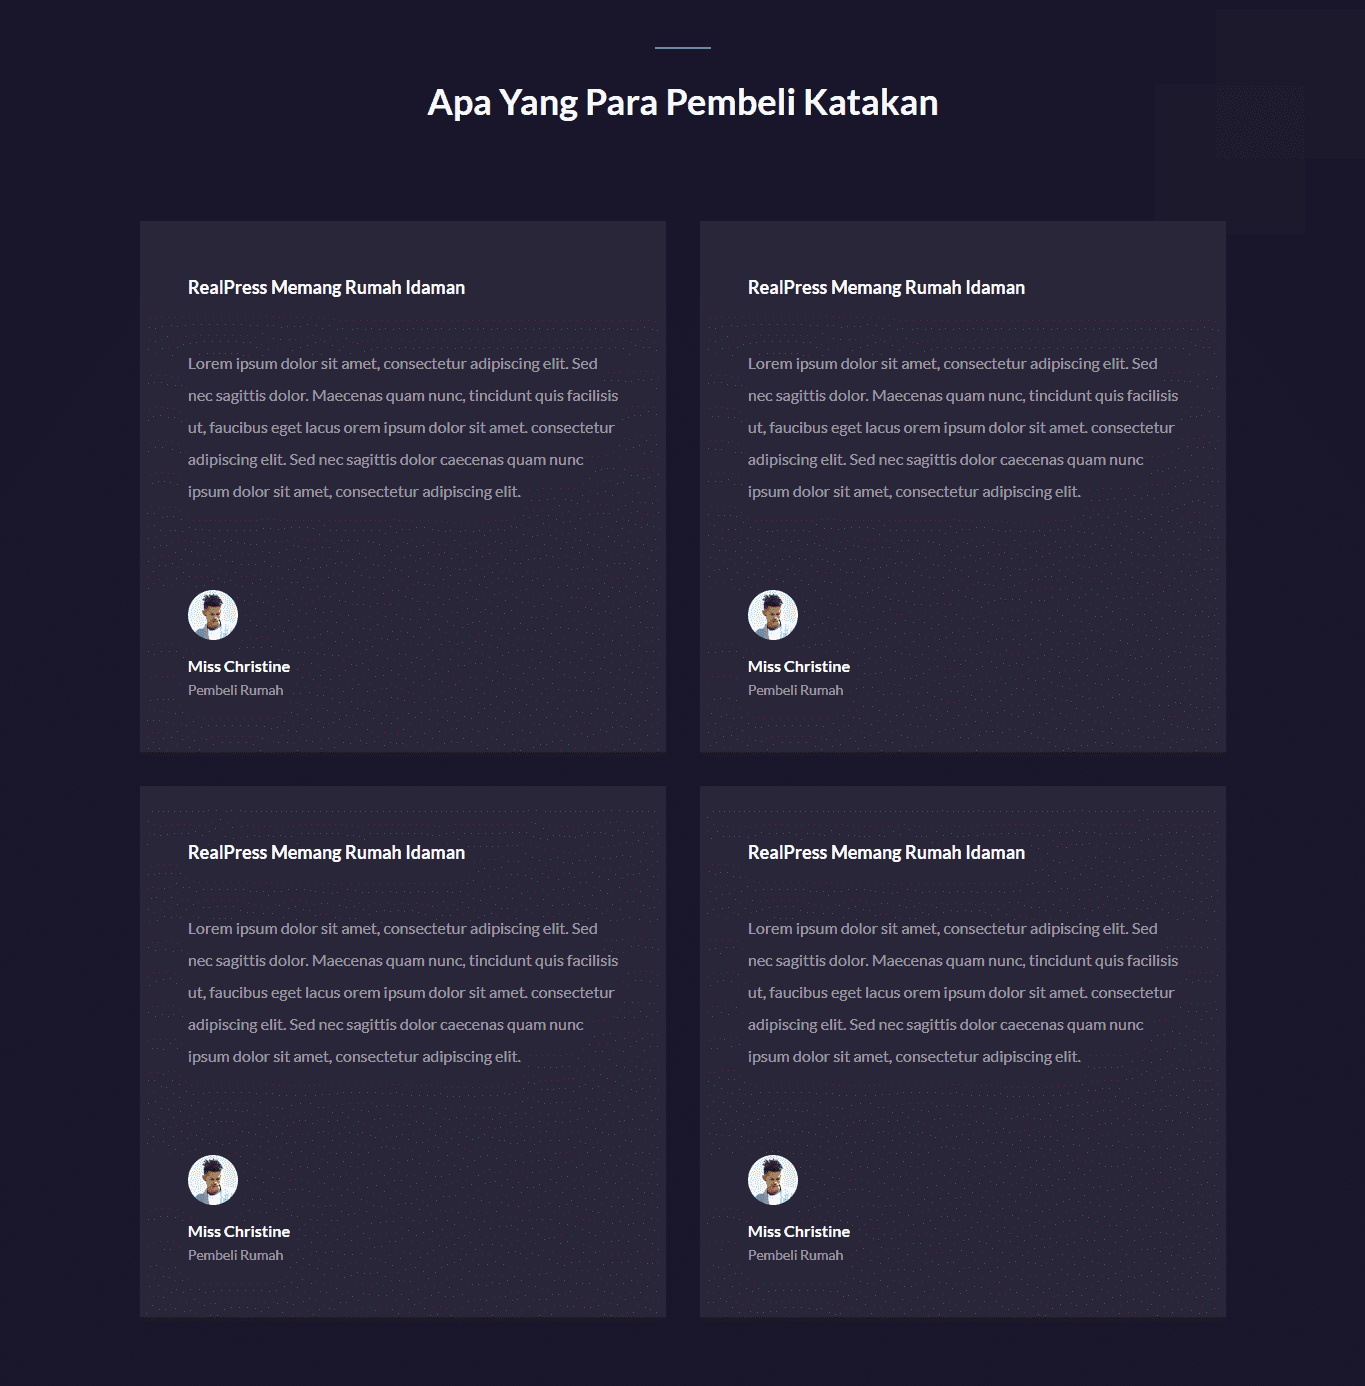 Apa Yang Para Pembeli Katakan
RealPress Memang Rumah Idaman
Lorem ipsum dolor sit amet, consectetur adipiscing elit. Sed
nec sagittis dolor. Maecenas quam nunc, tincidunt quis facilisis
ut, faucibus eget lacus orem ipsum dolor sit amet. consectetur
adipiscing elit. Sed nec sagittis dolor caecenas quam nunc
ipsum dolor sit amet, consectetur adipiscing elit.
Miss Christine
Pembeli Rumah
RealPress Memang Rumah Idaman
Lorem ipsum dolor sit amet, consectetur adipiscing elit. Sed
nec sagittis dolor. Maecenas quam nunc, tincidunt quis facilisis
ut, faucibus eget lacus orem ipsum dolor sit amet. consectetur
adipiscing elit. Sed nec sagittis dolor caecenas quam nunc
ipsum dolor sit amet, consectetur adipiscing elit.
Miss Christine
Pembeli Rumah
RealPress Memang Rumah Idaman
Lorem ipsum dolor sit amet, consectetur adipiscing elit. Sed
nec sagittis dolor. Maecenas quam nunc, tincidunt quis facilisis
ut, faucibus eget lacus orem ipsum dolor sit amet. consectetur
adipiscing elit. Sed nec sagittis dolor caecenas quam nunc
ipsum dolor sit amet, consectetur adipiscing elit.
Miss Christine
Pembeli Rumah
RealPress Memang Rumah Idaman
Lorem ipsum dolor sit amet, consectetur adipiscing elit. Sed
nec sagittis dolor. Maecenas quam nunc, tincidunt quis facilisis
ut, faucibus eget lacus orem ipsum dolor sit amet. consectetur
adipiscing elit. Sed nec sagittis dolor caecenas quam nunc
ipsum dolor sit amet, consectetur adipiscing elit.
Miss Christine
Pembeli Rumah